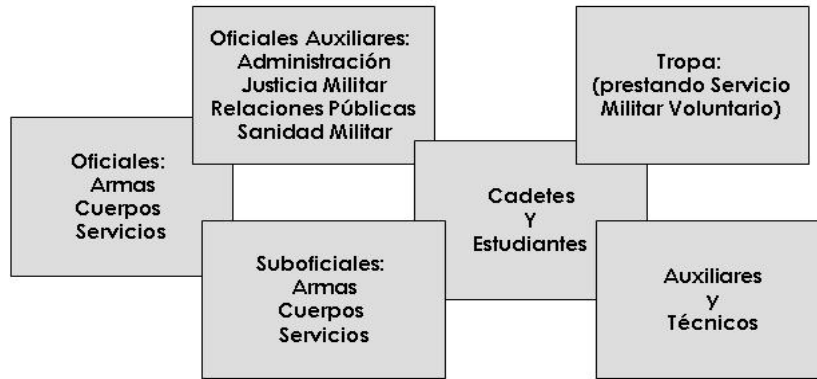 Oficiales Auxiliares:
Administración
Justicia Militar
Relaciones Públicas
Sanidad Militar
Tropa:
(prestando Servicio
Militar Voluntario)
Oficiales:
Armas
Cuerpos
Servicios
Cadetes
Y
Estudiantes
Suboficiales:
Armas
Cuerpos
Servicios
Auxiliares
y
Técnicos